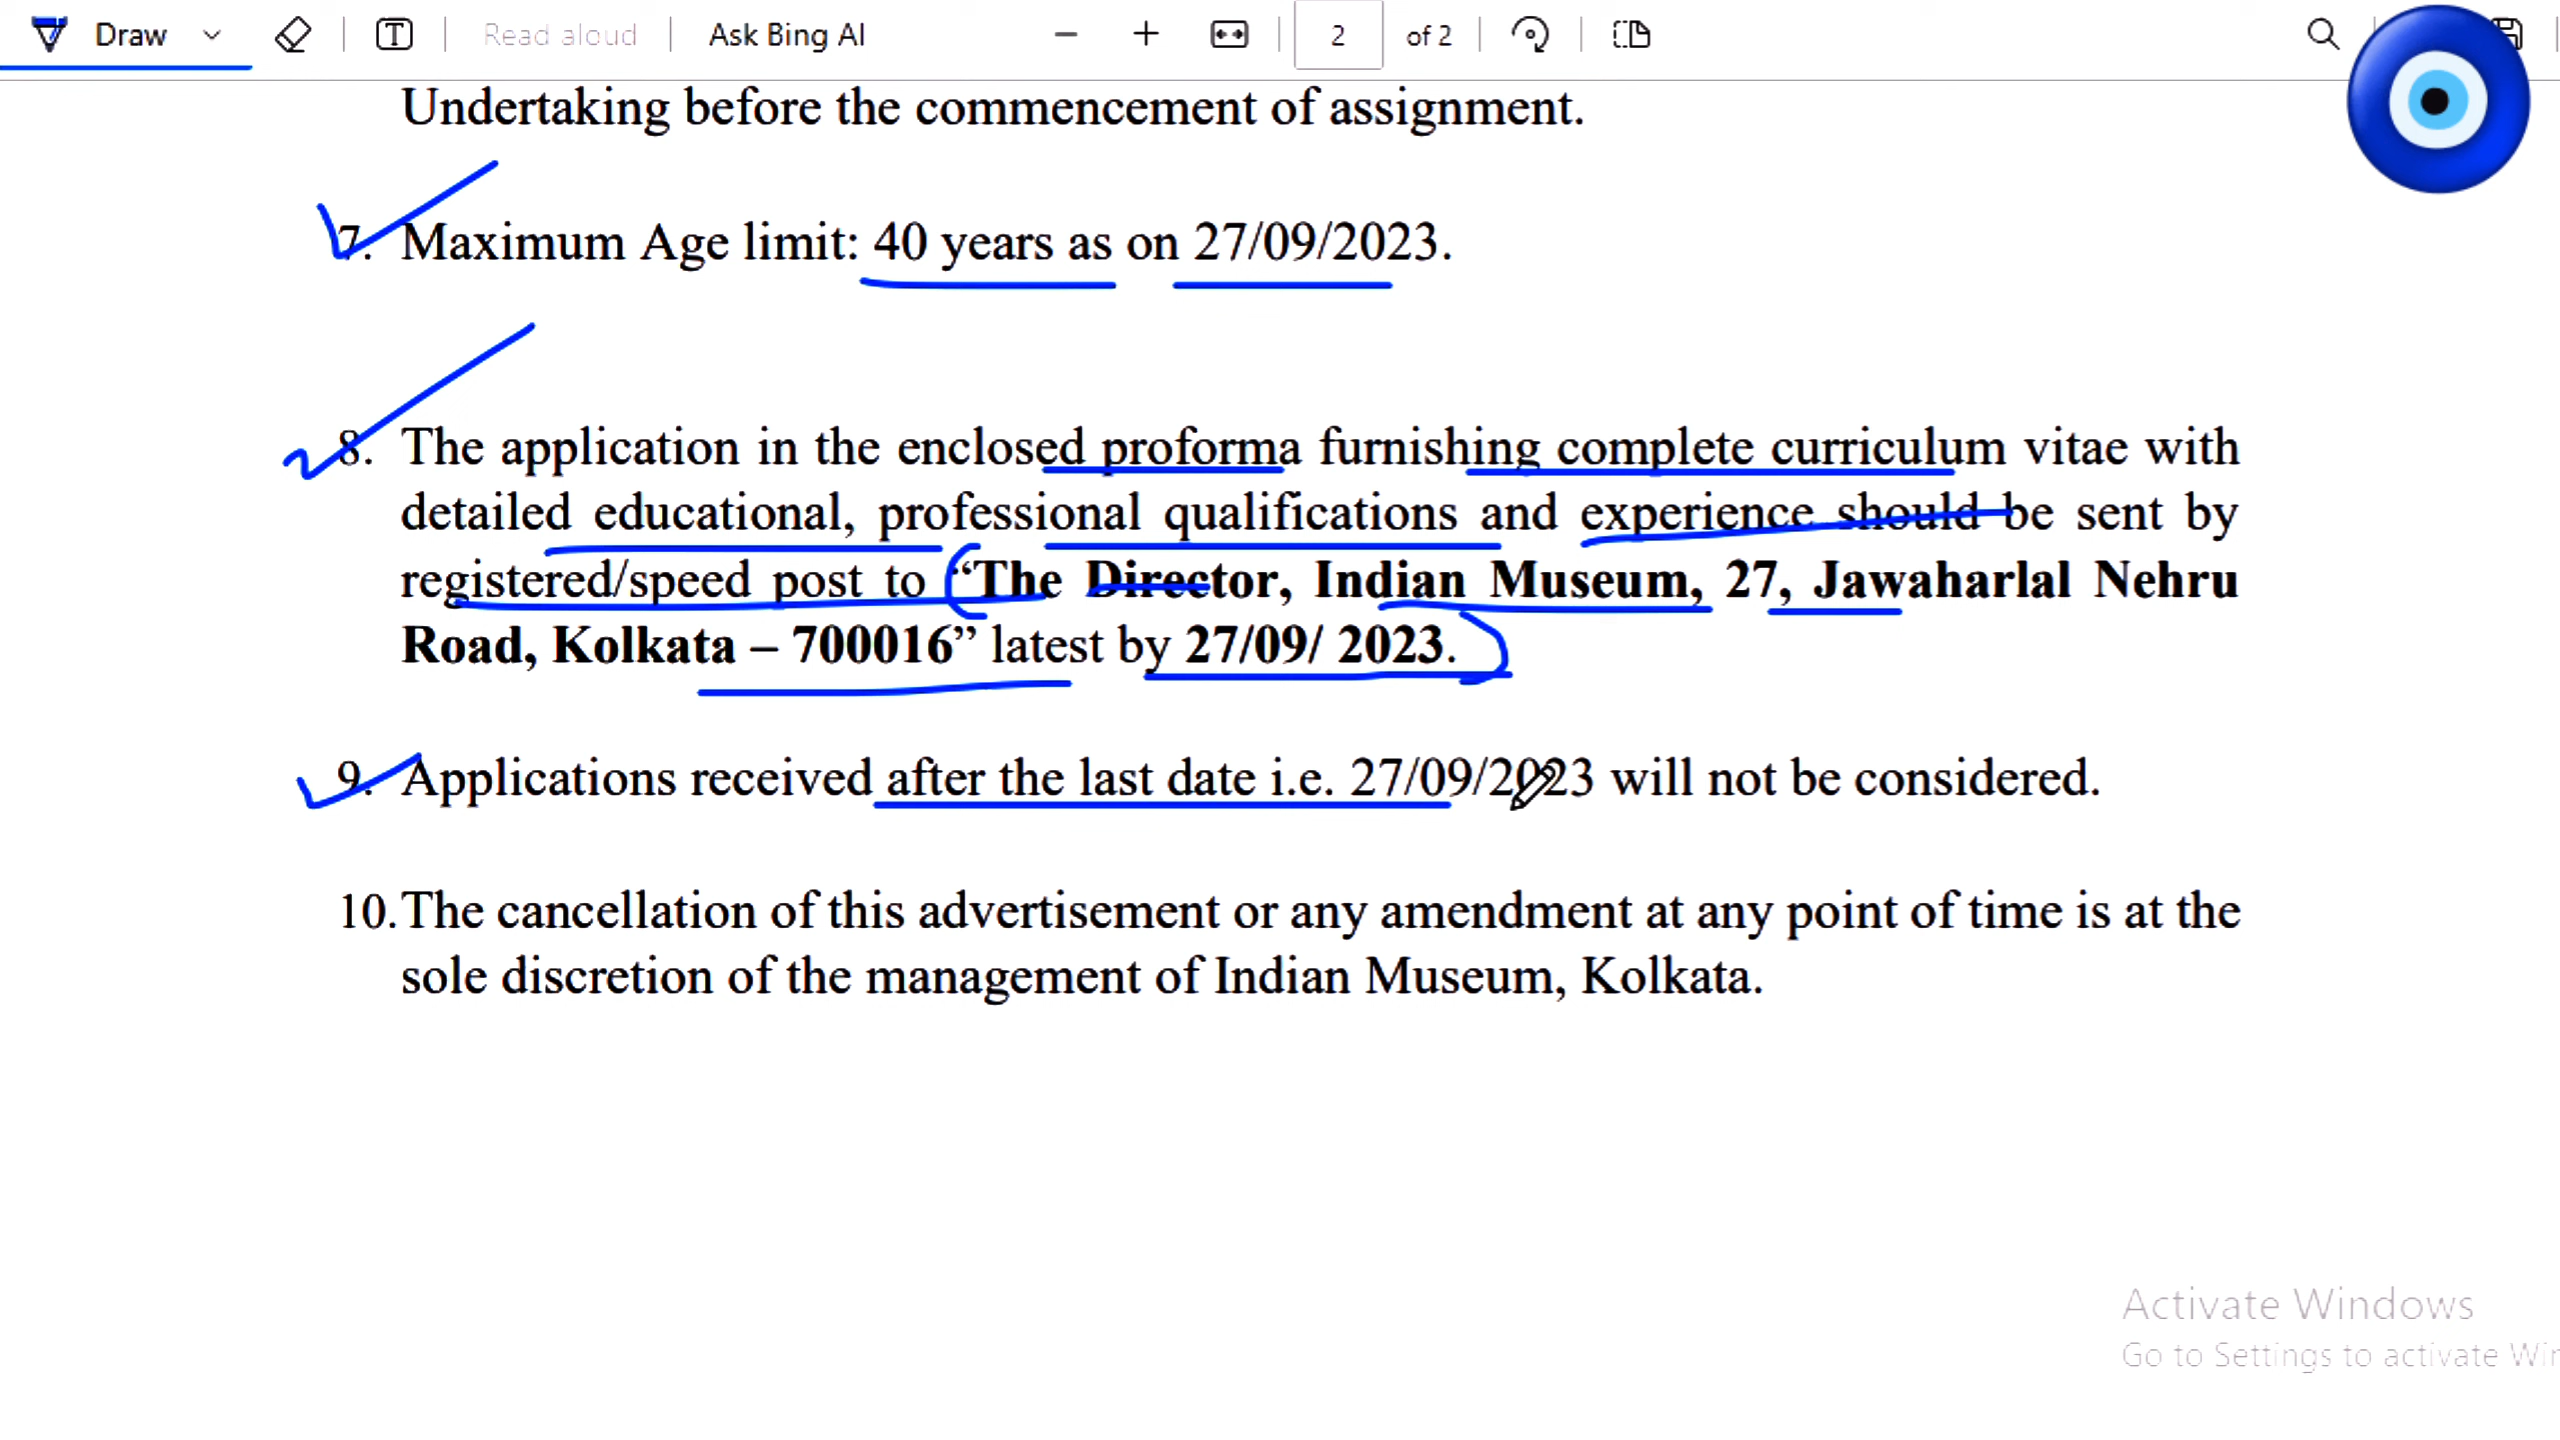 Draw
Read aloud
Ask Bing AI
2
of 2
Undertaking before the commencement of assignment.
7. Maximum Age limit: 40 years as on 27/09/2023.
8. The application in the enclosed proforma furnishing complete curriculum vitae with
detailed educational, professional qualifications and experience should be sent by
registered/speed post to “The Director, Indian Museum, 27, Jawaharlal Nehru
Road, Kolkata – 700016” latest by 27/09/ 2023.
9. Applications received after the last date i.e. 27/09/2023 will not be considered.
10. The cancellation of this advertisement or any amendment at any point of time is at the
sole discretion of the management of Indian Museum, Kolkata.
Activate Windows
Go to Settings to activate